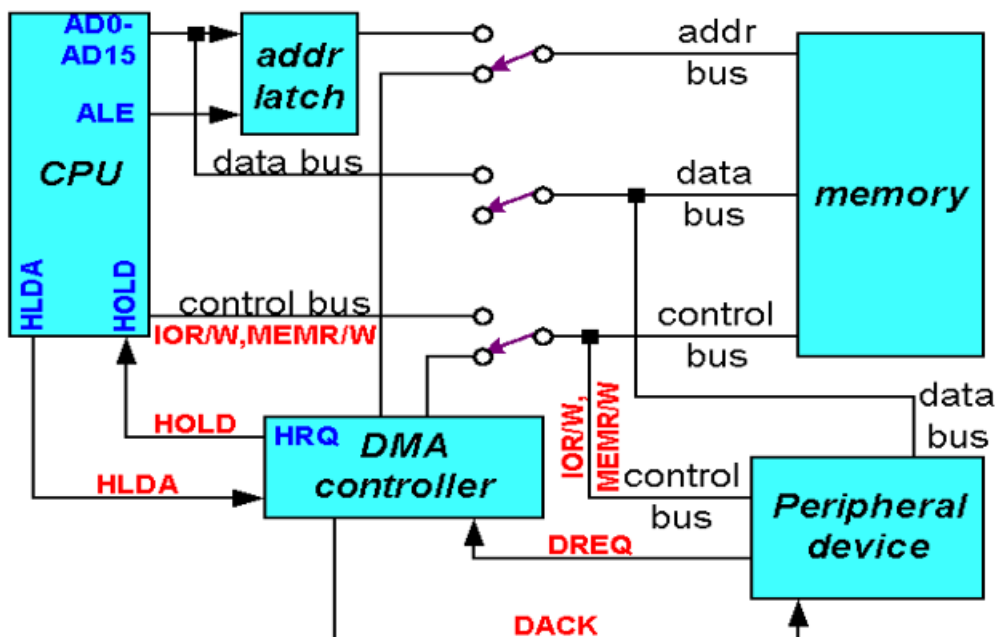 AD0-
AD15
ALE
CPU
HLDA
HOLD
addr
latch
data bus
control bus
IOR/W,MEMR/W
addr
bus
data
bus
control
bus
memory
HOLD
HLDA
HRQ
DMA
controller
IOR/W,
MEMR/W
data
bus
control
bus
Peripheral
device
DREQ
DACK